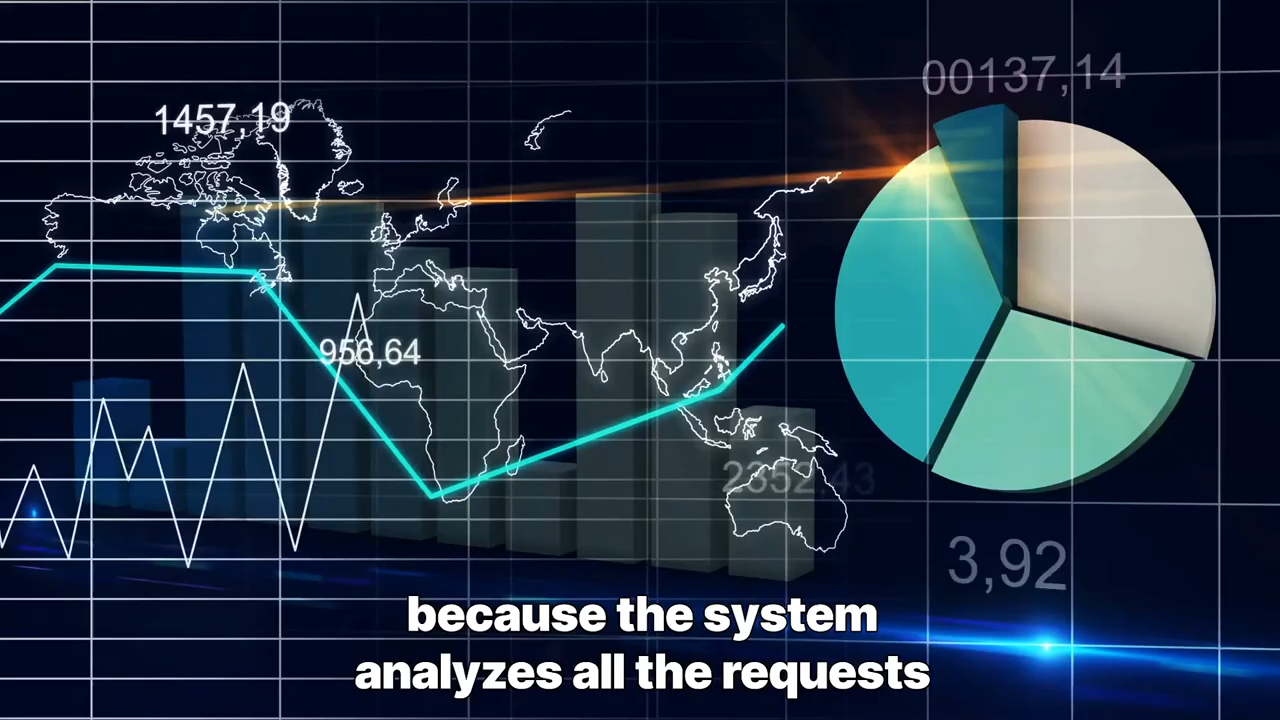 00137,14
1457,19
956,64
2352,43
3,92
because the system
analyzes all the requests